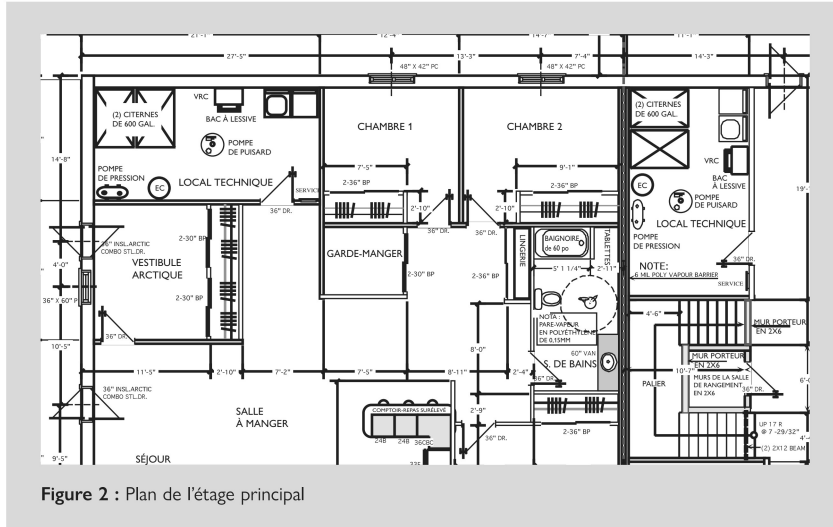 27'-5"
13'-3"
7'-4"
14'-3"
48" X 42" PC
48" X 42" PC
(2) CITERNES
DE 600 GAL.
VRC
BAC À LESSIVE
POMPE
DE PUISARD
POMPE
DE PRESSION
EC
LOCAL TECHNIQUE
SERVICE
36" DR.
14'-8"
CHAMBRE 1
7'-5"
2-36" BP
2'-10"
36" DR.
CHAMBRE 2
9'-1"
2-36" BP
2'-10"
36" DR.
(2) CITERNES
DE 600 GAL.
VRC
BAC
À LESSIVE
EC
POMPE
DE PUISARD
LOCAL TECHNIQUE
POMPE
DE PRESSION
36" DR.
NOTE:
6 MIL POLY VAPOUR BARRIER
SERVICE
36" INSL.ARCTIC
COMBO STL.DR.
VESTIBULE
ARCTIQUE
2-30" BP
2-30" BP
4'-0"
36" X 60" P
36" DR.
10'-5"
GARDE-MANGER
2-30" BP
LINGERIE
2-36" BP
BAIGNOIRE
de 60 po
TABLETTES
5' 1 1/4"
2'-11"
NOTA :
PARE-VAPEUR
EN POLYÉTHYLÈNE
DE 0,15MM
60" VAN
S. DE BAINS
36" DR.
8'-0"
4'-6"
MUR PORTEUR
EN 2X6
MUR PORTEUR
EN 2X6
10'-7"
PALIER
MURS DE LA SALLE
DE RANGEMENT
EN 2X6
36" DR.
11'-5"
2'-10"
7'-2"
7'-5"
8'-11"
2'-4"
36" INSL.ARCTIC
COMBO STL.DR.
SALLE
À MANGER
COMPTOIR-REPAS SURÉLEVÉ
24B
24B
36CBC
2'-9"
36" DR.
2-36" BP
UP 17 R
@ 7 -29/32"
(2) 2X12 BEAM
9'-5"
SÉJOUR
Figure 2 : Plan de l'étage principal